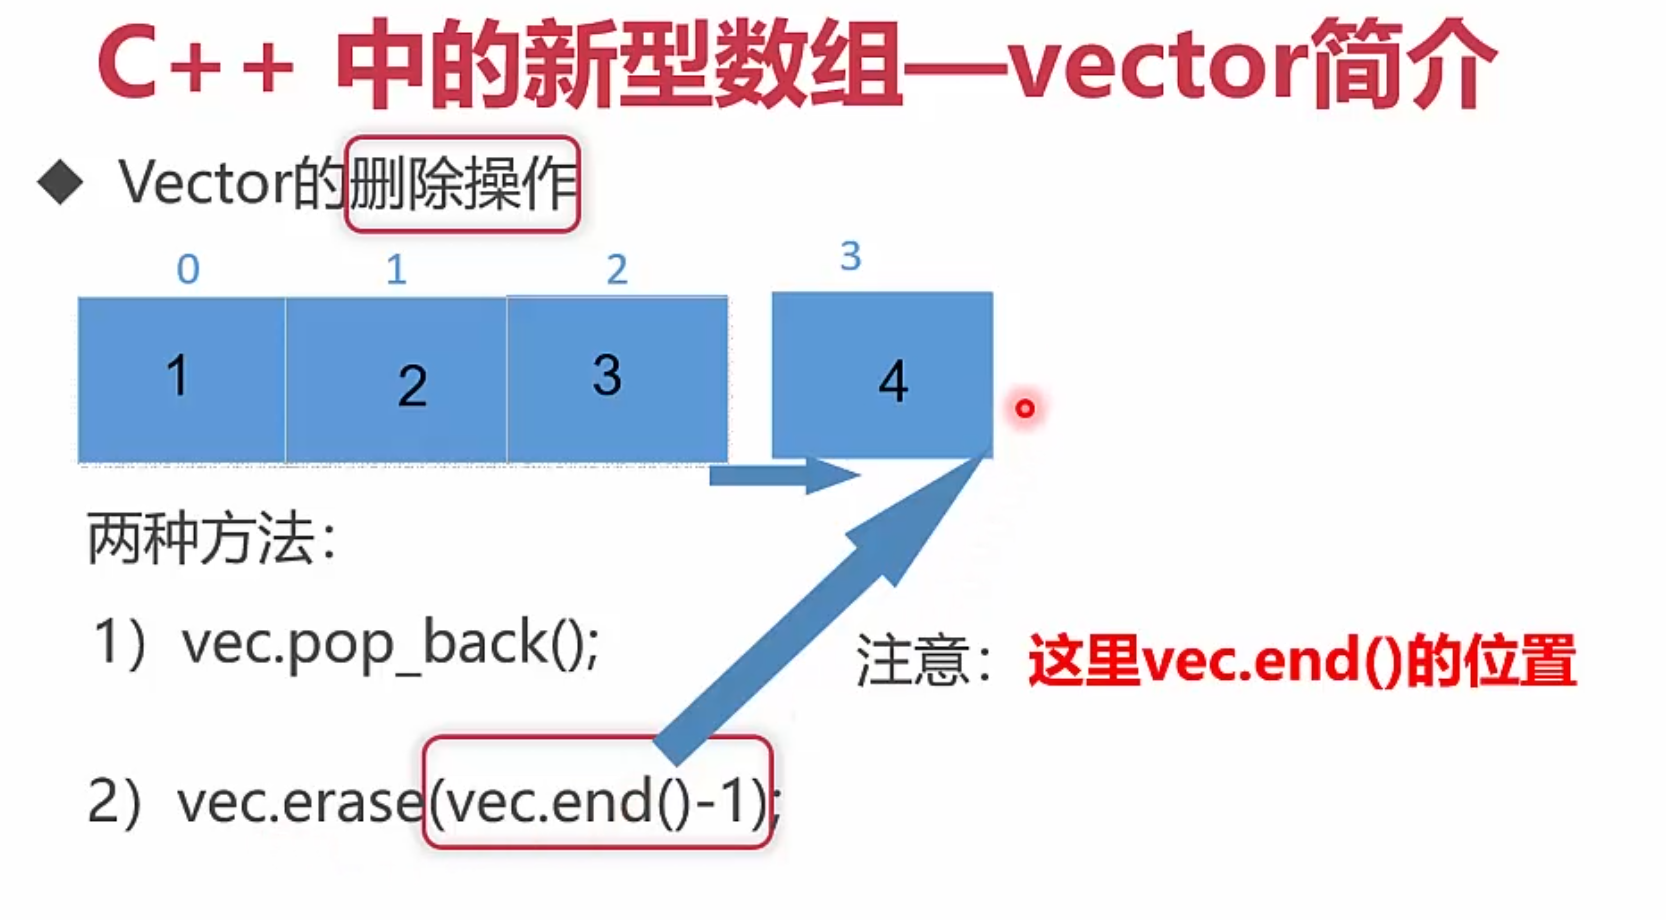 C++ 中的新型数组—vector简介
Vector的删除操作
0 1 2 3
1 2 3 4
两种方法：
1）vec.pop_back();
注意：这里vec.end()的位置
2）vec.erase(vec.end()-1);